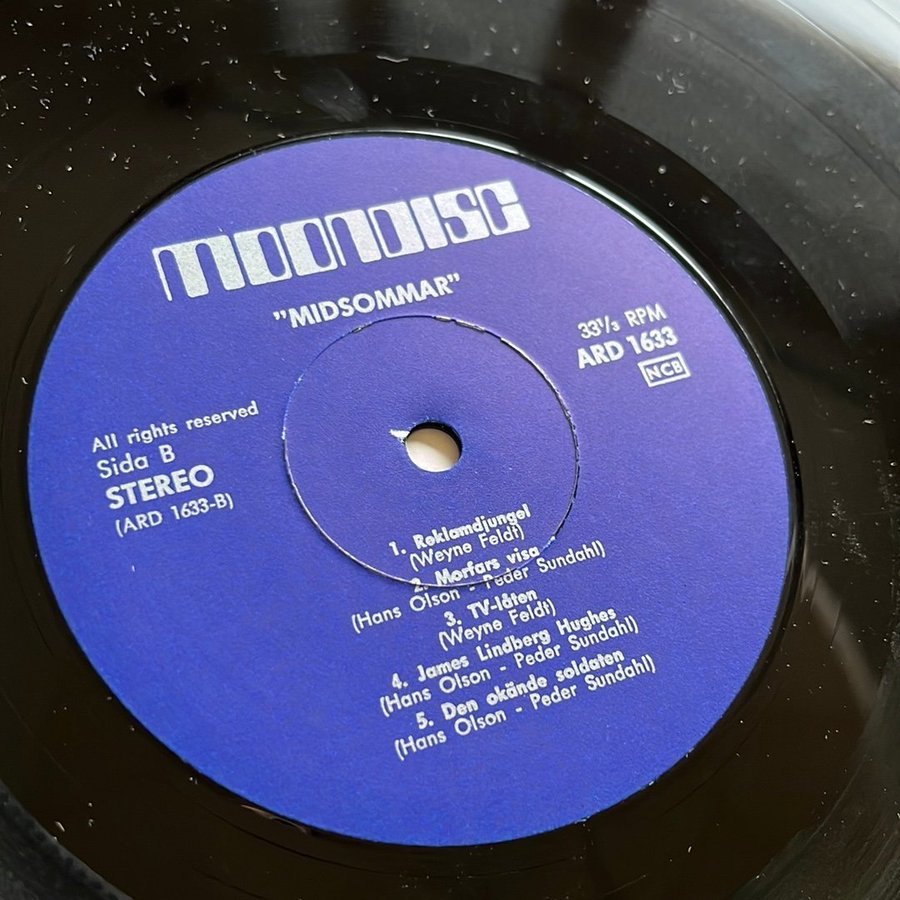 MOONDISC
"MIDSOMMAR"
33⅓ RPM
ARD 1633
NCB
All rights reserved
Sida B
STEREO
(ARD 1633-B)
1. Reklamdjungel
(Weyne Feldt)
2. Morfars visa
(Hans Olson - Peder Sundahl)
3. TV-låten
(Weyne Feldt)
4. James Lindberg Hughes
(Hans Olson - Peder Sundahl)
5. Den okände soldaten
(Hans Olson - Peder Sundahl)